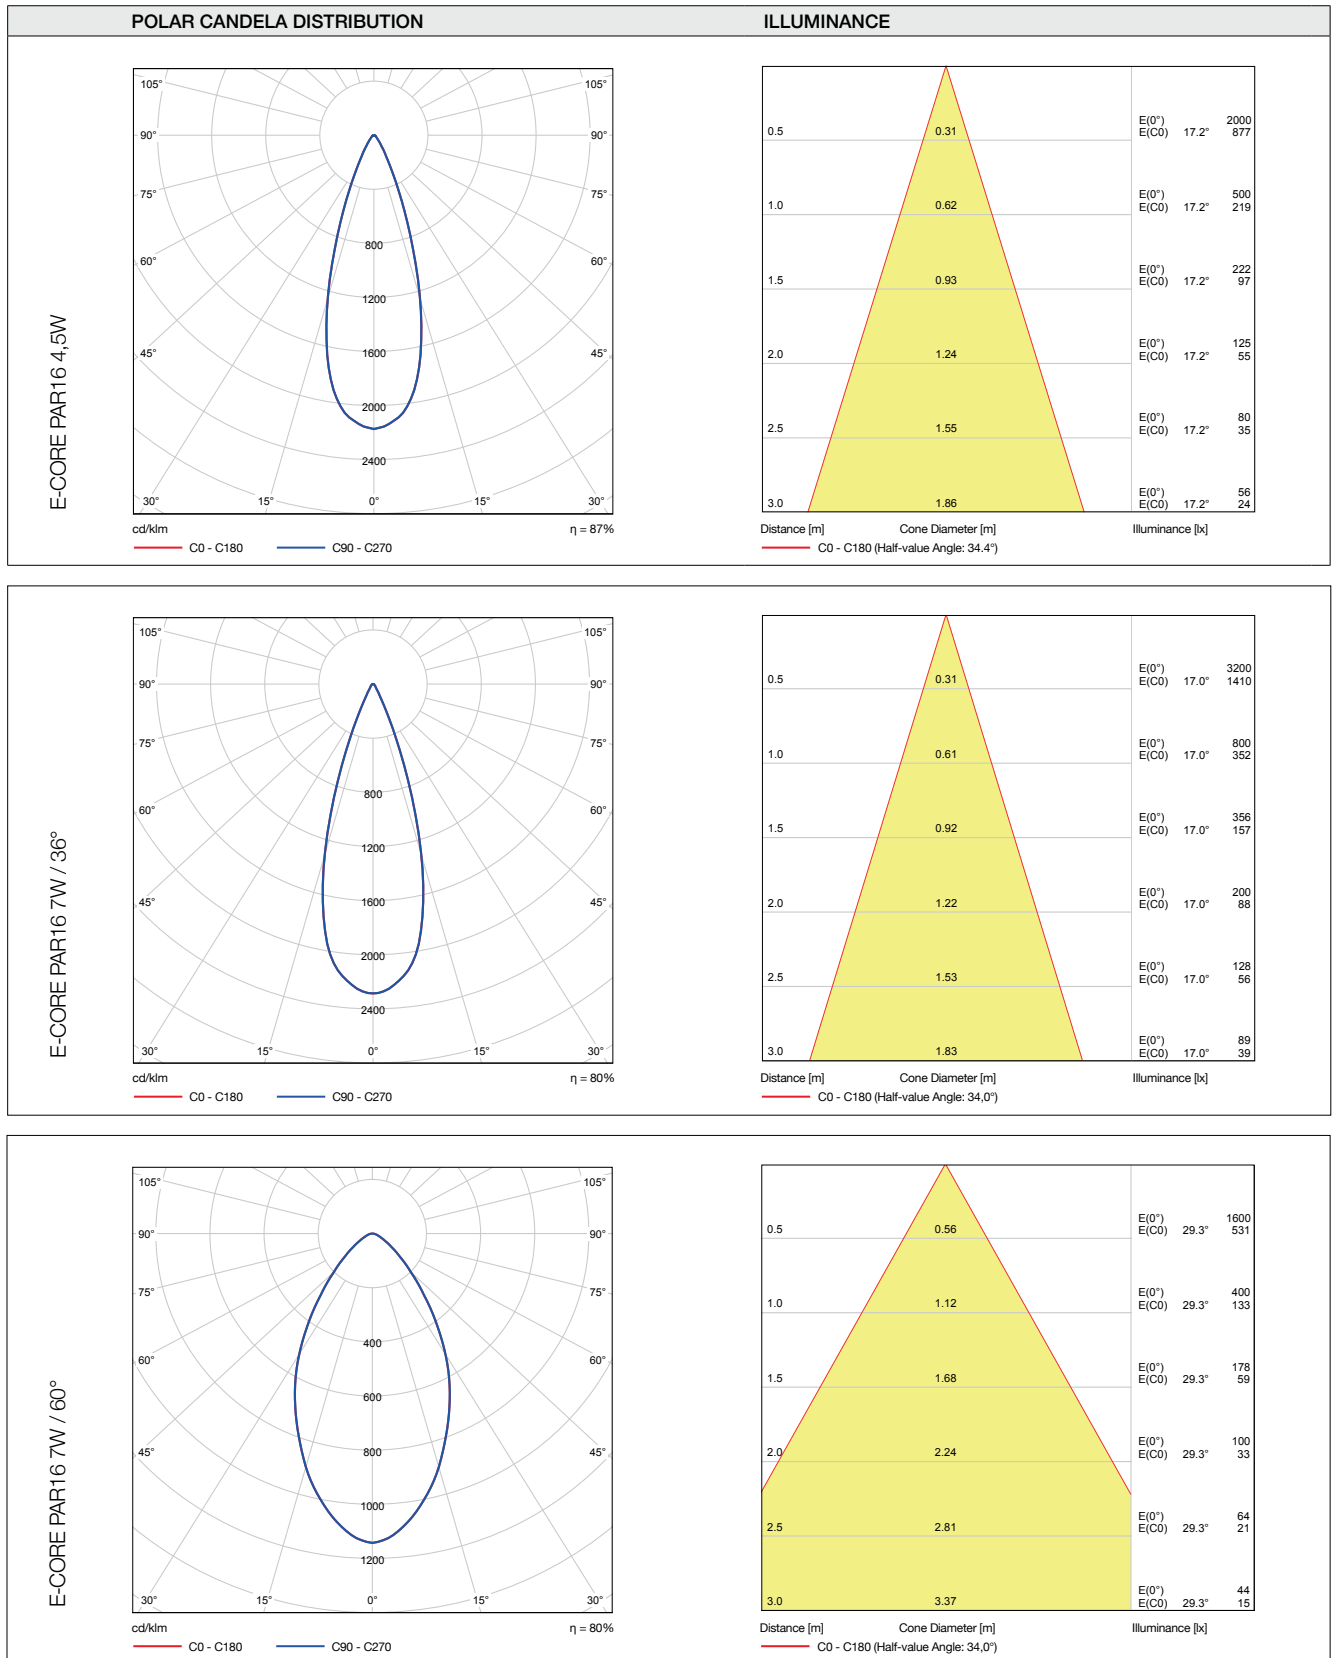 POLAR CANDELA DISTRIBUTION
ILLUMINANCE
E-CORE PAR16 4,5W
105°
105°
90°
90°
75°
75°
60°
60°
45°
45°
800
1200
1600
2000
2400
30°
15°
0°
15°
30°
cd/klm
η = 87%
C0 - C180
C90 - C270
0.5
0.31
E(0°) 2000
E(C0) 17.2° 877
1.0
0.62
E(0°) 500
E(C0) 17.2° 219
1.5
0.93
E(0°) 222
E(C0) 17.2° 97
2.0
1.24
E(0°) 125
E(C0) 17.2° 55
2.5
1.55
E(0°) 80
E(C0) 17.2° 35
3.0
1.86
E(0°) 56
E(C0) 17.2° 24
Distance [m]
Cone Diameter [m]
Illuminance [lx]
C0 - C180 (Half-value Angle: 34.4°)
E-CORE PAR16 7W / 36°
105°
105°
90°
90°
75°
75°
60°
60°
45°
45°
800
1200
1600
2000
2400
30°
15°
0°
15°
30°
cd/klm
η = 80%
C0 - C180
C90 - C270
0.5
0.31
E(0°) 3200
E(C0) 17.0° 1410
1.0
0.61
E(0°) 800
E(C0) 17.0° 352
1.5
0.92
E(0°) 356
E(C0) 17.0° 157
2.0
1.22
E(0°) 200
E(C0) 17.0° 88
2.5
1.53
E(0°) 128
E(C0) 17.0° 56
3.0
1.83
E(0°) 89
E(C0) 17.0° 39
Distance [m]
Cone Diameter [m]
Illuminance [lx]
C0 - C180 (Half-value Angle: 34,0°)
E-CORE PAR16 7W / 60°
105°
105°
90°
90°
75°
75°
60°
60°
45°
45°
400
600
800
1000
1200
30°
15°
0°
15°
30°
cd/klm
η = 80%
C0 - C180
C90 - C270
0.5
0.56
E(0°) 1600
E(C0) 29.3° 531
1.0
1.12
E(0°) 400
E(C0) 29.3° 133
1.5
1.68
E(0°) 178
E(C0) 29.3° 59
2.0
2.24
E(0°) 100
E(C0) 29.3° 33
2.5
2.81
E(0°) 64
E(C0) 29.3° 21
3.0
3.37
E(0°) 44
E(C0) 29.3° 15
Distance [m]
Cone Diameter [m]
Illuminance [lx]
C0 - C180 (Half-value Angle: 34,0°)